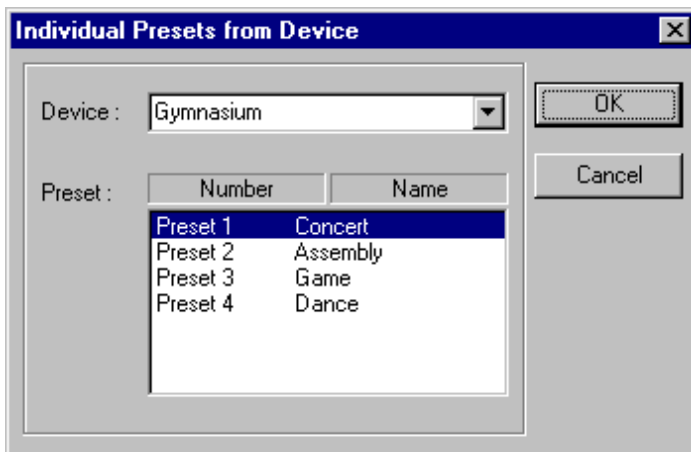 Individual Presets from Device
Device : Gymnasium
OK
Cancel
Preset : Number Name
Preset 1 Concert
Preset 2 Assembly
Preset 3 Game
Preset 4 Dance